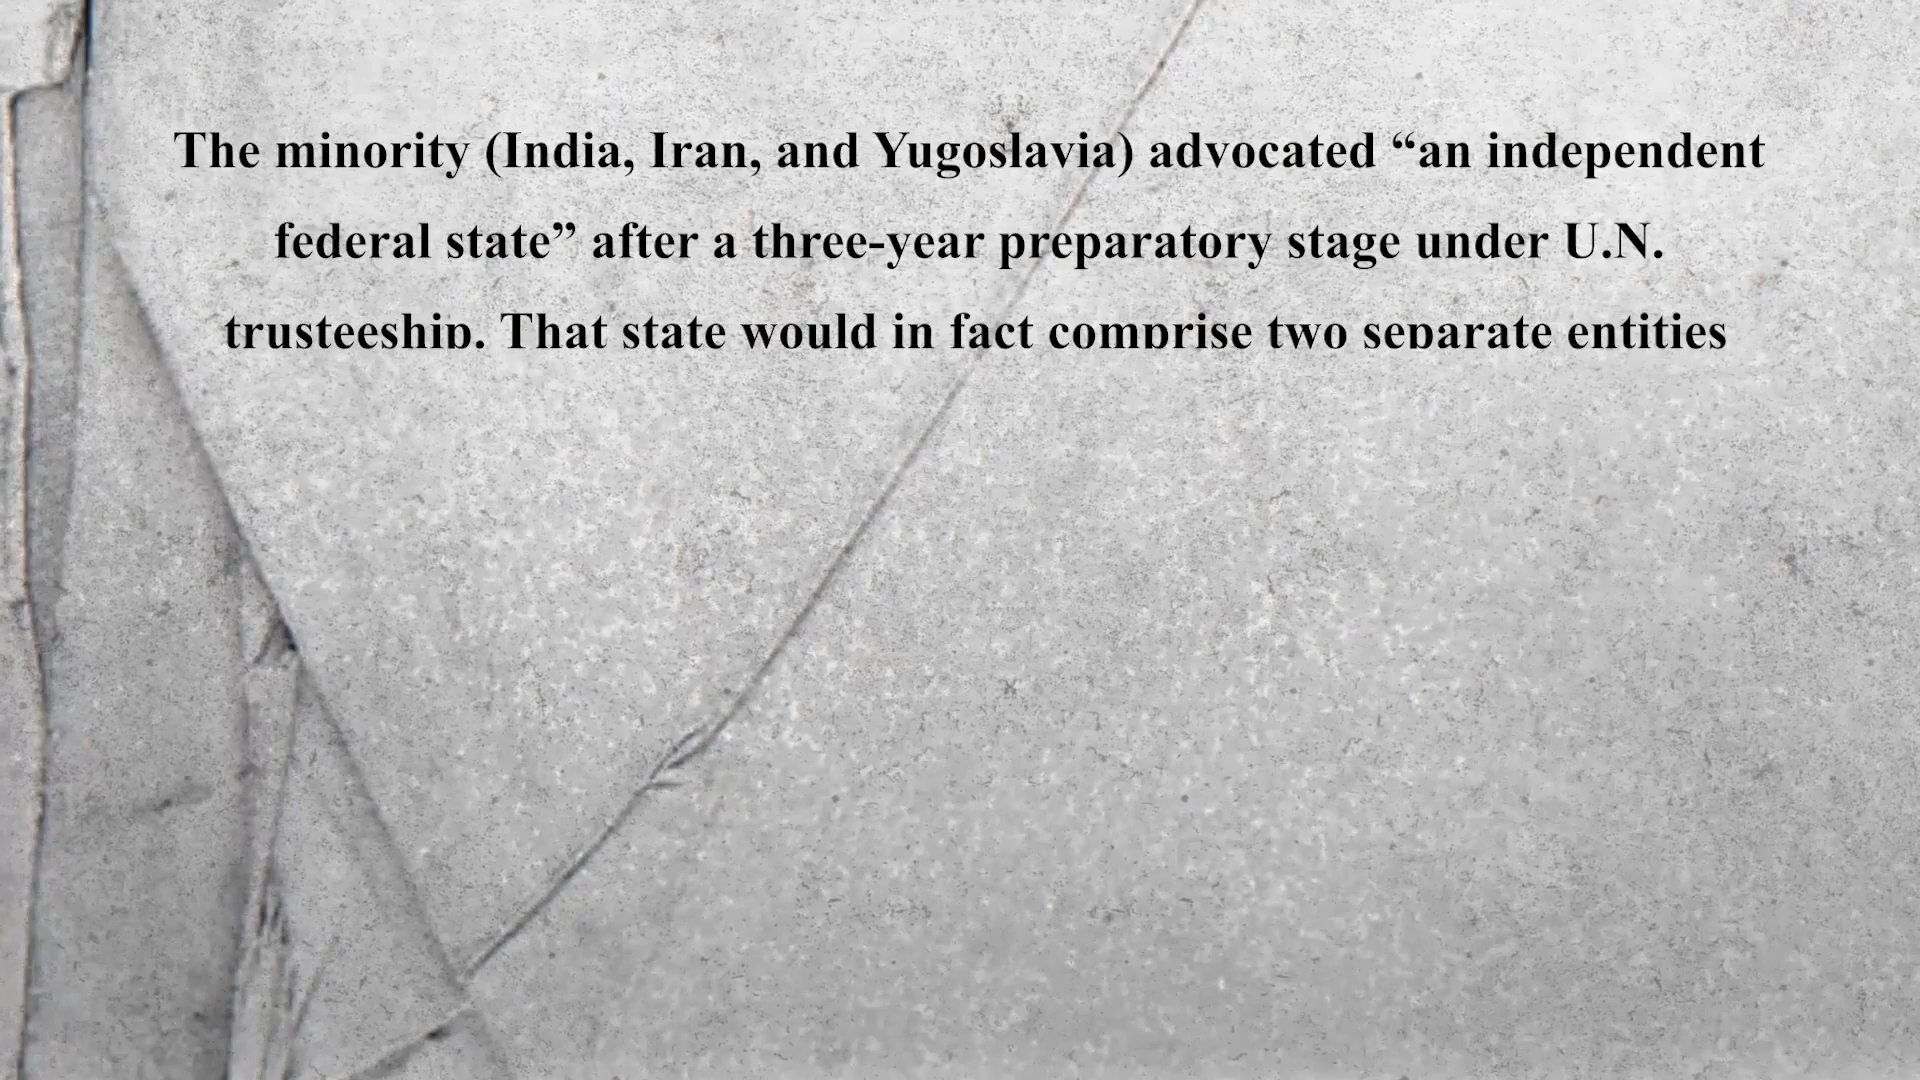 The minority (India, Iran, and Yugoslavia) advocated “an independent
federal state” after a three-year preparatory stage under U.N.
trusteeship. That state would in fact comprise two separate entities